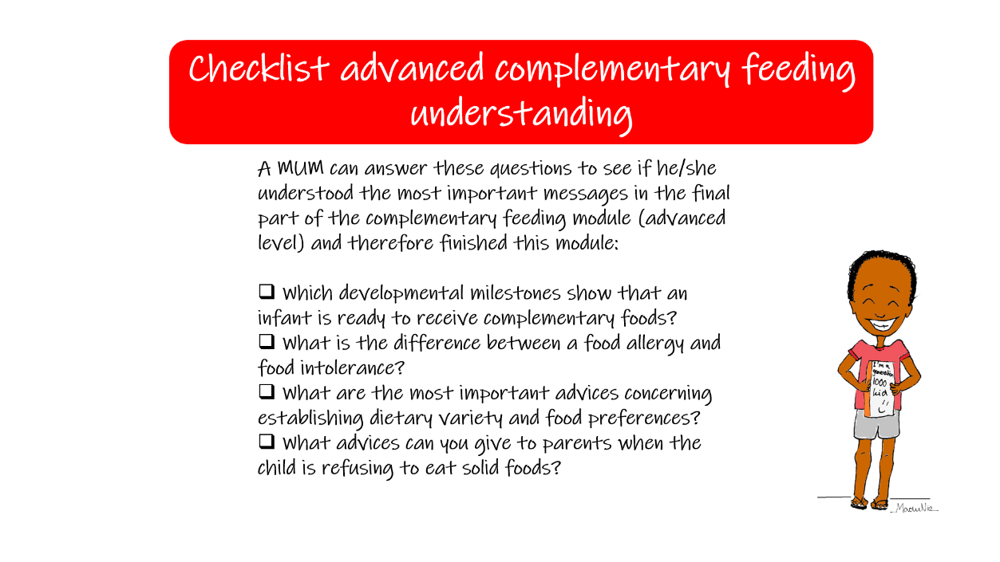 Checklist advanced complementary feeding
understanding
A MUM can answer these questions to see if he/she
understood the most important messages in the final
part of the complementary feeding module (advanced
level) and therefore finished this module:
❑ Which developmental milestones show that an
infant is ready to receive complementary foods?
❑ What is the difference between a food allergy and
food intolerance?
❑ What are the most important advices concerning
establishing dietary variety and food preferences?
❑ What advices can you give to parents when the
child is refusing to eat solid foods?
I'm a
generation
1000
kid